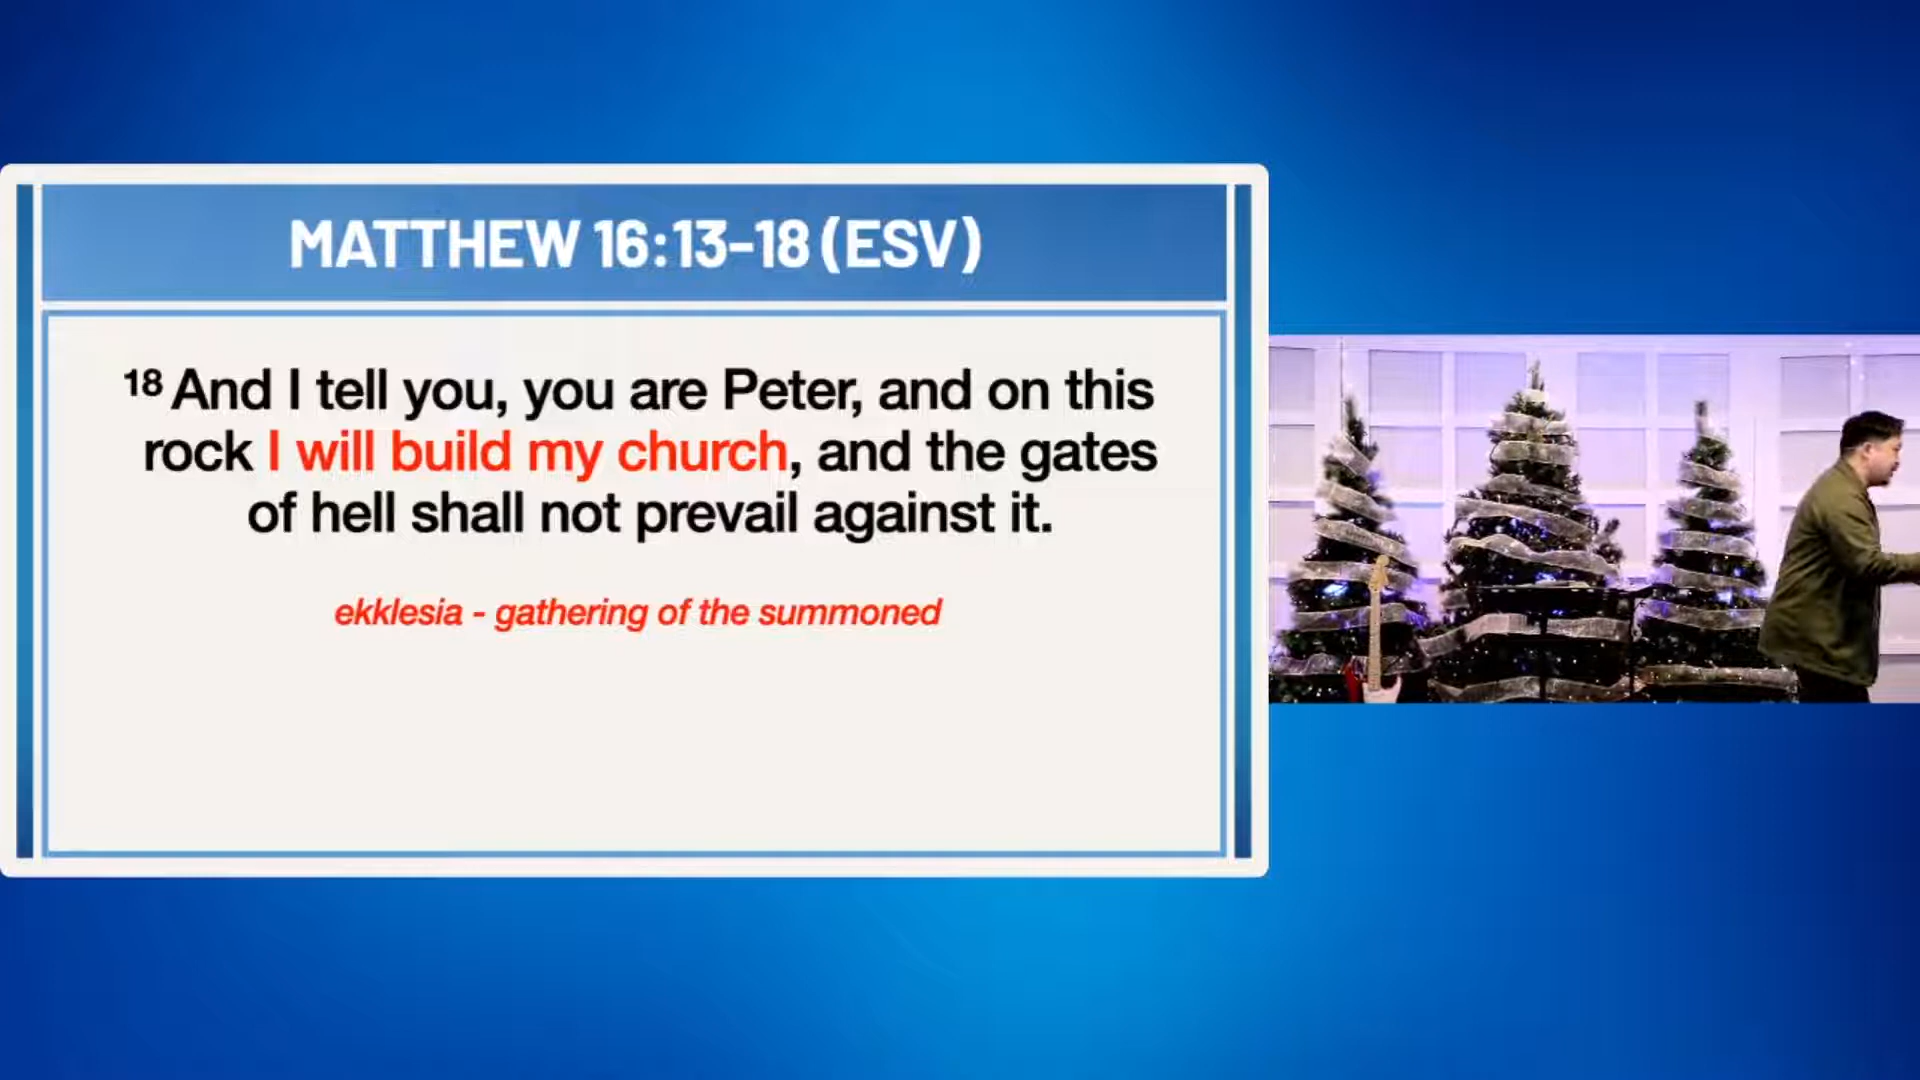 MATTHEW 16:13-18 (ESV)
18 And I tell you, you are Peter, and on this
rock I will build my church, and the gates
of hell shall not prevail against it.
ekklesia - gathering of the summoned